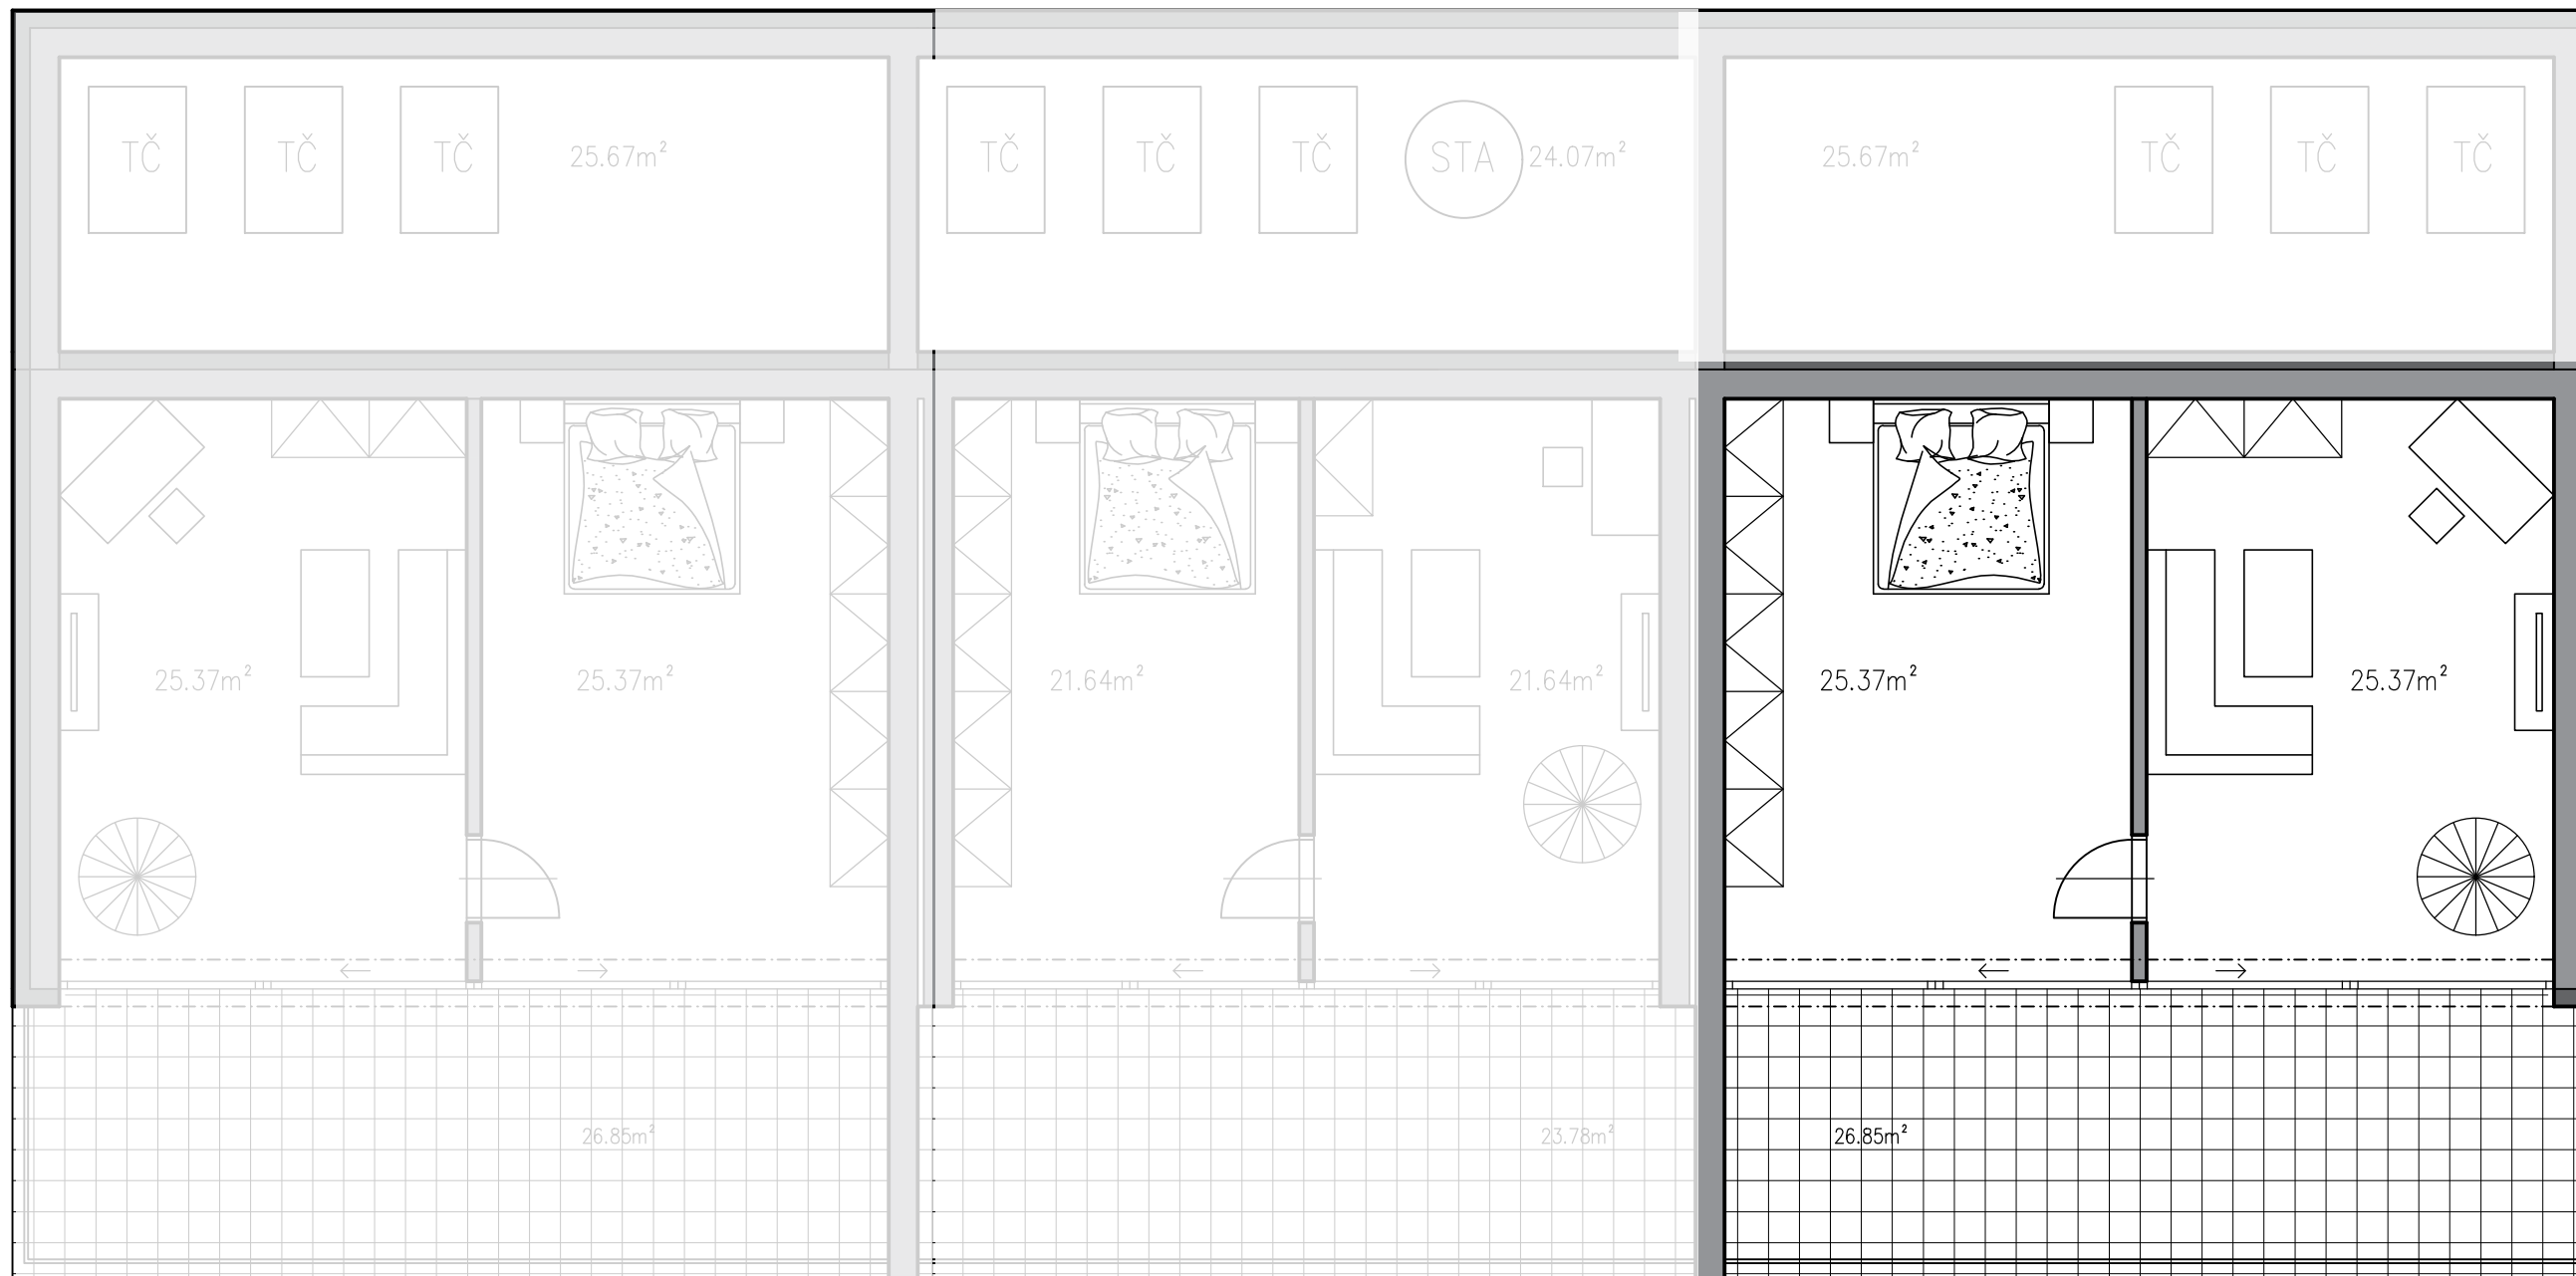 TČ TČ TČ 25.67m²
TČ TČ TČ STA 24.07m²
25.67m² TČ TČ TČ
25.37m² 25.37m²
21.64m² 21.64m²
25.37m² 25.37m²
26.85m²
23.78m²
26.85m²